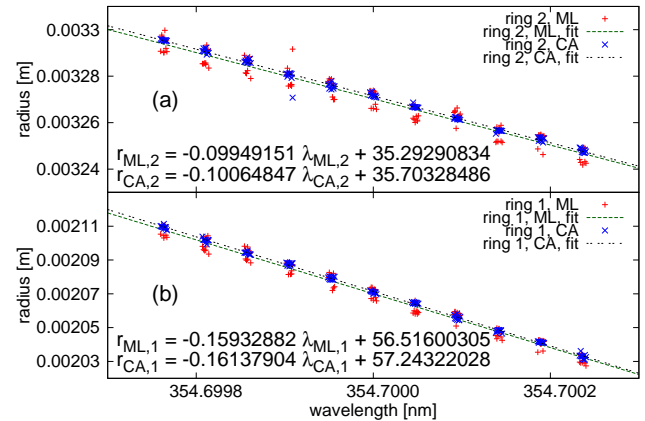 0.0033
0.00328
0.00326
0.00324
radius [m]
ring 2, ML
ring 2, ML, fit
ring 2, CA
ring 2, CA, fit
(a)
r_ML,2 = -0.09949151 λ_ML,2 + 35.29290834
r_CA,2 = -0.10064847 λ_CA,2 + 35.70328486
0.00211
0.00209
0.00207
0.00205
0.00203
radius [m]
ring 1, ML
ring 1, ML, fit
ring 1, CA
ring 1, CA, fit
(b)
r_ML,1 = -0.15932882 λ_ML,1 + 56.51600305
r_CA,1 = -0.16137904 λ_CA,1 + 57.24322028
354.6998 354.7000 354.7002
wavelength [nm]